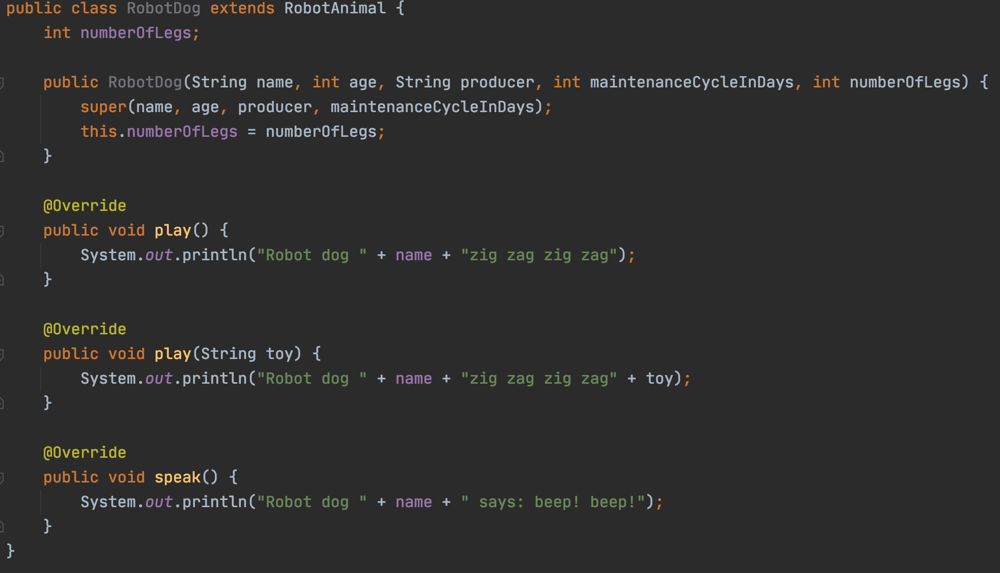 public class RobotDog extends RobotAnimal {
    int numberOfLegs;

    public RobotDog(String name, int age, String producer, int maintenanceCycleInDays, int numberOfLegs) {
        super(name, age, producer, maintenanceCycleInDays);
        this.numberOfLegs = numberOfLegs;
    }

    @Override
    public void play() {
        System.out.println("Robot dog " + name + "zig zag zig zag");
    }

    @Override
    public void play(String toy) {
        System.out.println("Robot dog " + name + "zig zag zig zag" + toy);
    }

    @Override
    public void speak() {
        System.out.println("Robot dog " + name + " says: beep! beep!");
    }
}